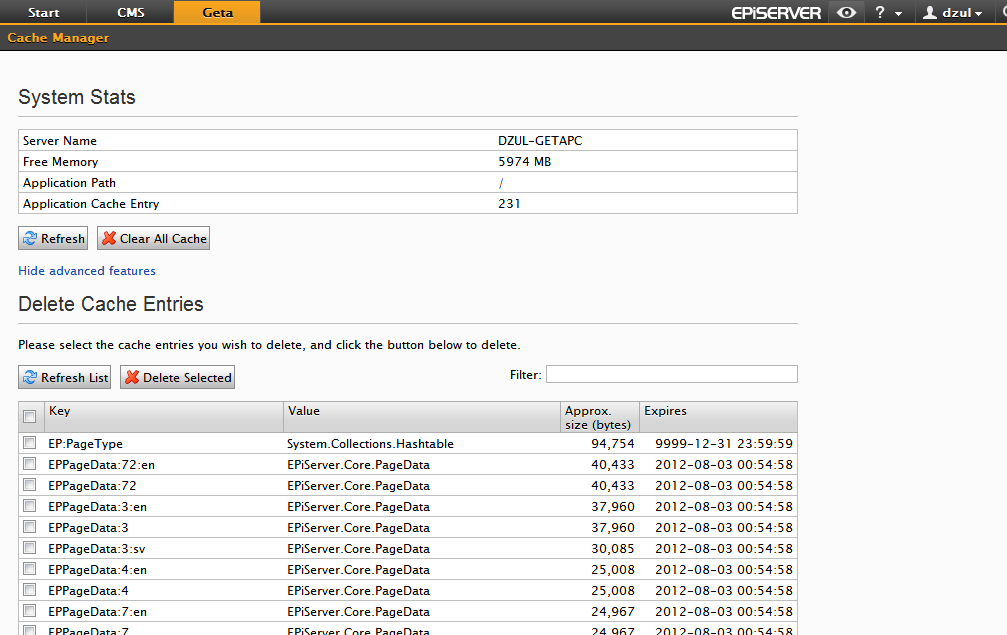 Start CMS Geta EPiSERVER ? dzul
Cache Manager
System Stats
Server Name DZUL-GETAPC
Free Memory 5974 MB
Application Path /
Application Cache Entry 231
Refresh Clear All Cache
Hide advanced features
Delete Cache Entries
Please select the cache entries you wish to delete, and click the button below to delete.
Refresh List Delete Selected Filter:
Key Value Approx. size (bytes) Expires
EP:PageType System.Collections.Hashtable 94,754 9999-12-31 23:59:59
EPPageData:72:en EPiServer.Core.PageData 40,433 2012-08-03 00:54:58
EPPageData:72 EPiServer.Core.PageData 40,433 2012-08-03 00:54:58
EPPageData:3:en EPiServer.Core.PageData 37,960 2012-08-03 00:54:58
EPPageData:3 EPiServer.Core.PageData 37,960 2012-08-03 00:54:58
EPPageData:3:sv EPiServer.Core.PageData 30,085 2012-08-03 00:54:58
EPPageData:4:en EPiServer.Core.PageData 25,008 2012-08-03 00:54:58
EPPageData:4 EPiServer.Core.PageData 25,008 2012-08-03 00:54:58
EPPageData:7:en EPiServer.Core.PageData 24,967 2012-08-03 00:54:58
EPPageData:7 EPiServer.Core.PageData 24,967 2012-08-03 00:54:58